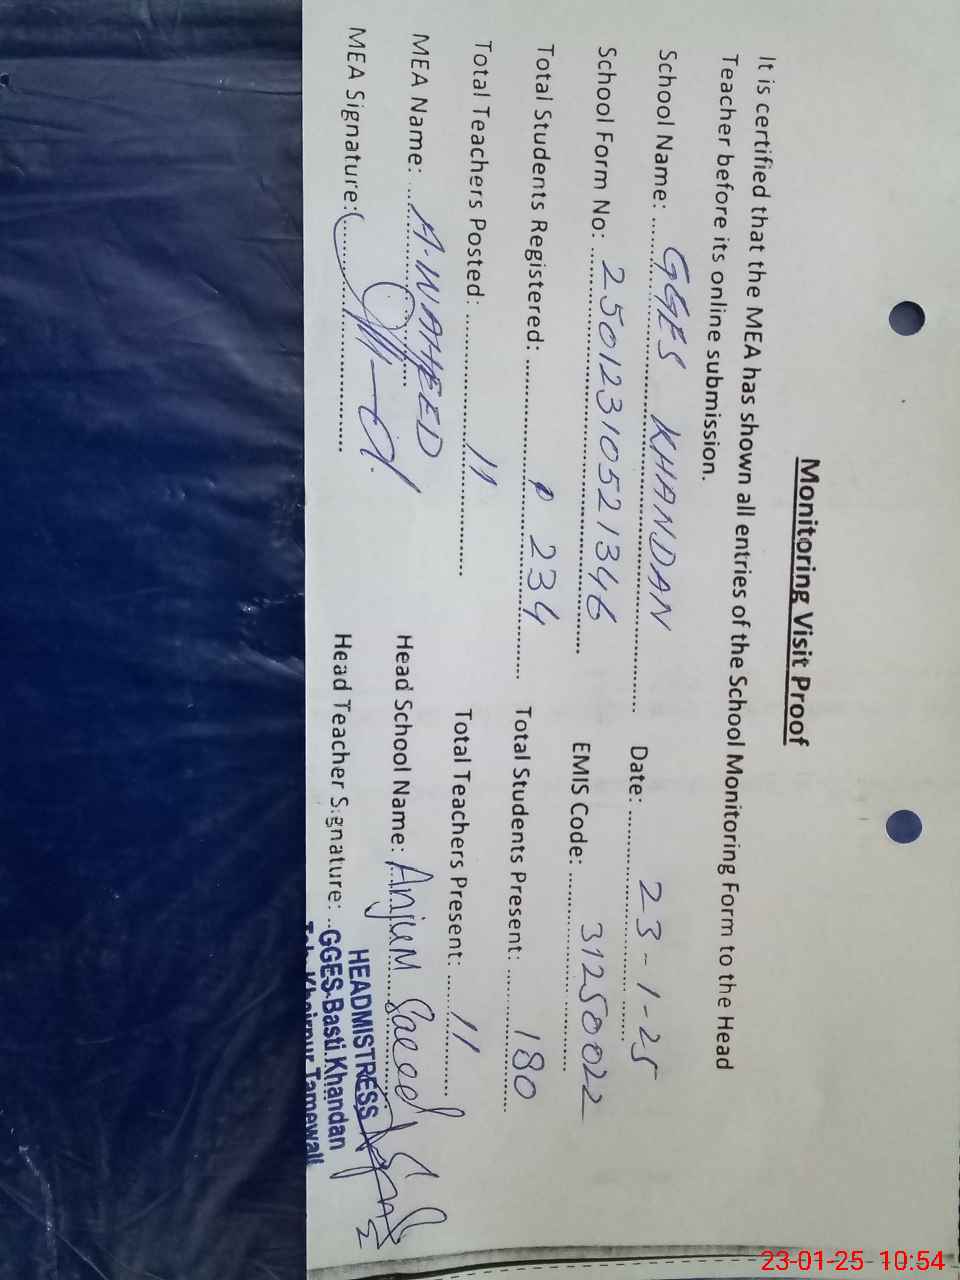 Monitoring Visit Proof
It is certified that the MEA has shown all entries of the School Monitoring Form to the Head
Teacher before its online submission.
School Name: GGES KHANDAN Date: 23-1-25
School Form No: 25012310521346 EMIS Code: 31250022
Total Students Registered: 234 Total Students Present: 180
Total Teachers Posted: 11 Total Teachers Present: 11
MEA Name: A.WAHEED Head School Name: Anjum Saeed
MEA Signature: Head Teacher Signature:
HEADMISTRESS
GGES Basti Khandan
Teh. Khairpur Tamewali
23-01-25 10:54